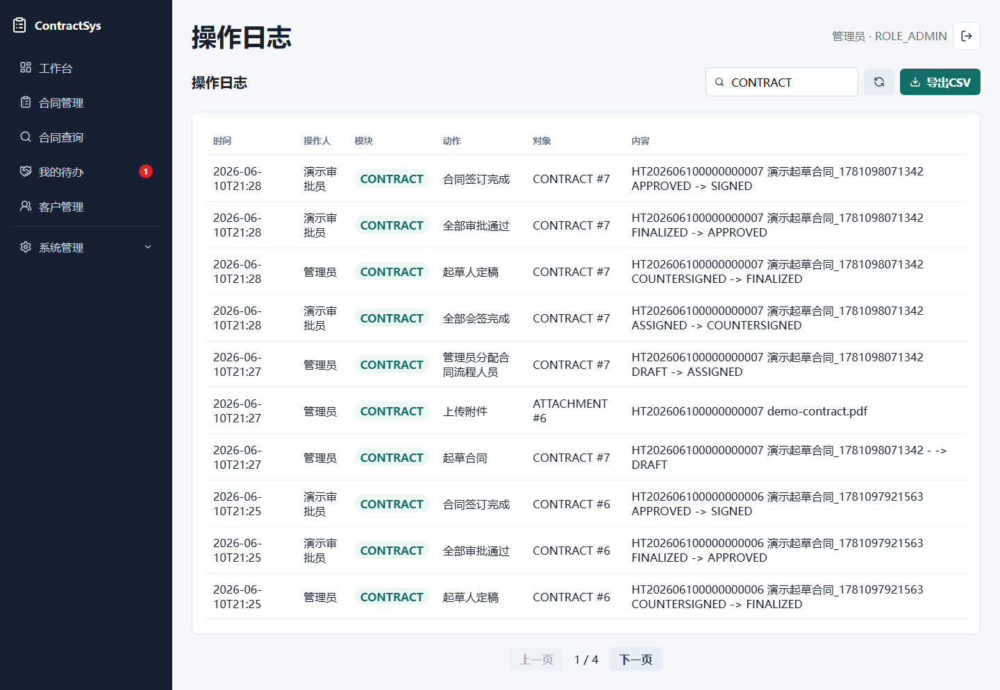 ContractSys
工作台
合同管理
合同查询
我的待办 1
客户管理
系统管理
操作日志
管理员 · ROLE_ADMIN
操作日志
CONTRACT
导出CSV
时间 操作人 模块 动作 对象 内容
2026-06-10T21:28 演示审批员 CONTRACT 合同签订完成 CONTRACT #7 HT202606100000000007 演示起草合同_1781098071342 APPROVED -> SIGNED
2026-06-10T21:28 演示审批员 CONTRACT 全部审批通过 CONTRACT #7 HT202606100000000007 演示起草合同_1781098071342 FINALIZED -> APPROVED
2026-06-10T21:28 管理员 CONTRACT 起草人定稿 CONTRACT #7 HT202606100000000007 演示起草合同_1781098071342 COUNTERSIGNED -> FINALIZED
2026-06-10T21:28 演示审批员 CONTRACT 全部会签完成 CONTRACT #7 HT202606100000000007 演示起草合同_1781098071342 ASSIGNED -> COUNTERSIGNED
2026-06-10T21:27 管理员 CONTRACT 管理员分配合同流程人员 CONTRACT #7 HT202606100000000007 演示起草合同_1781098071342 DRAFT -> ASSIGNED
2026-06-10T21:27 管理员 CONTRACT 上传附件 ATTACHMENT #6 HT202606100000000007 demo-contract.pdf
2026-06-10T21:27 管理员 CONTRACT 起草合同 CONTRACT #7 HT202606100000000007 演示起草合同_1781098071342 - -> DRAFT
2026-06-10T21:25 演示审批员 CONTRACT 合同签订完成 CONTRACT #6 HT202606100000000006 演示起草合同_1781097921563 APPROVED -> SIGNED
2026-06-10T21:25 演示审批员 CONTRACT 全部审批通过 CONTRACT #6 HT202606100000000006 演示起草合同_1781097921563 FINALIZED -> APPROVED
2026-06-10T21:25 管理员 CONTRACT 起草人定稿 CONTRACT #6 HT202606100000000006 演示起草合同_1781097921563 COUNTERSIGNED -> FINALIZED
上一页 1 / 4 下一页